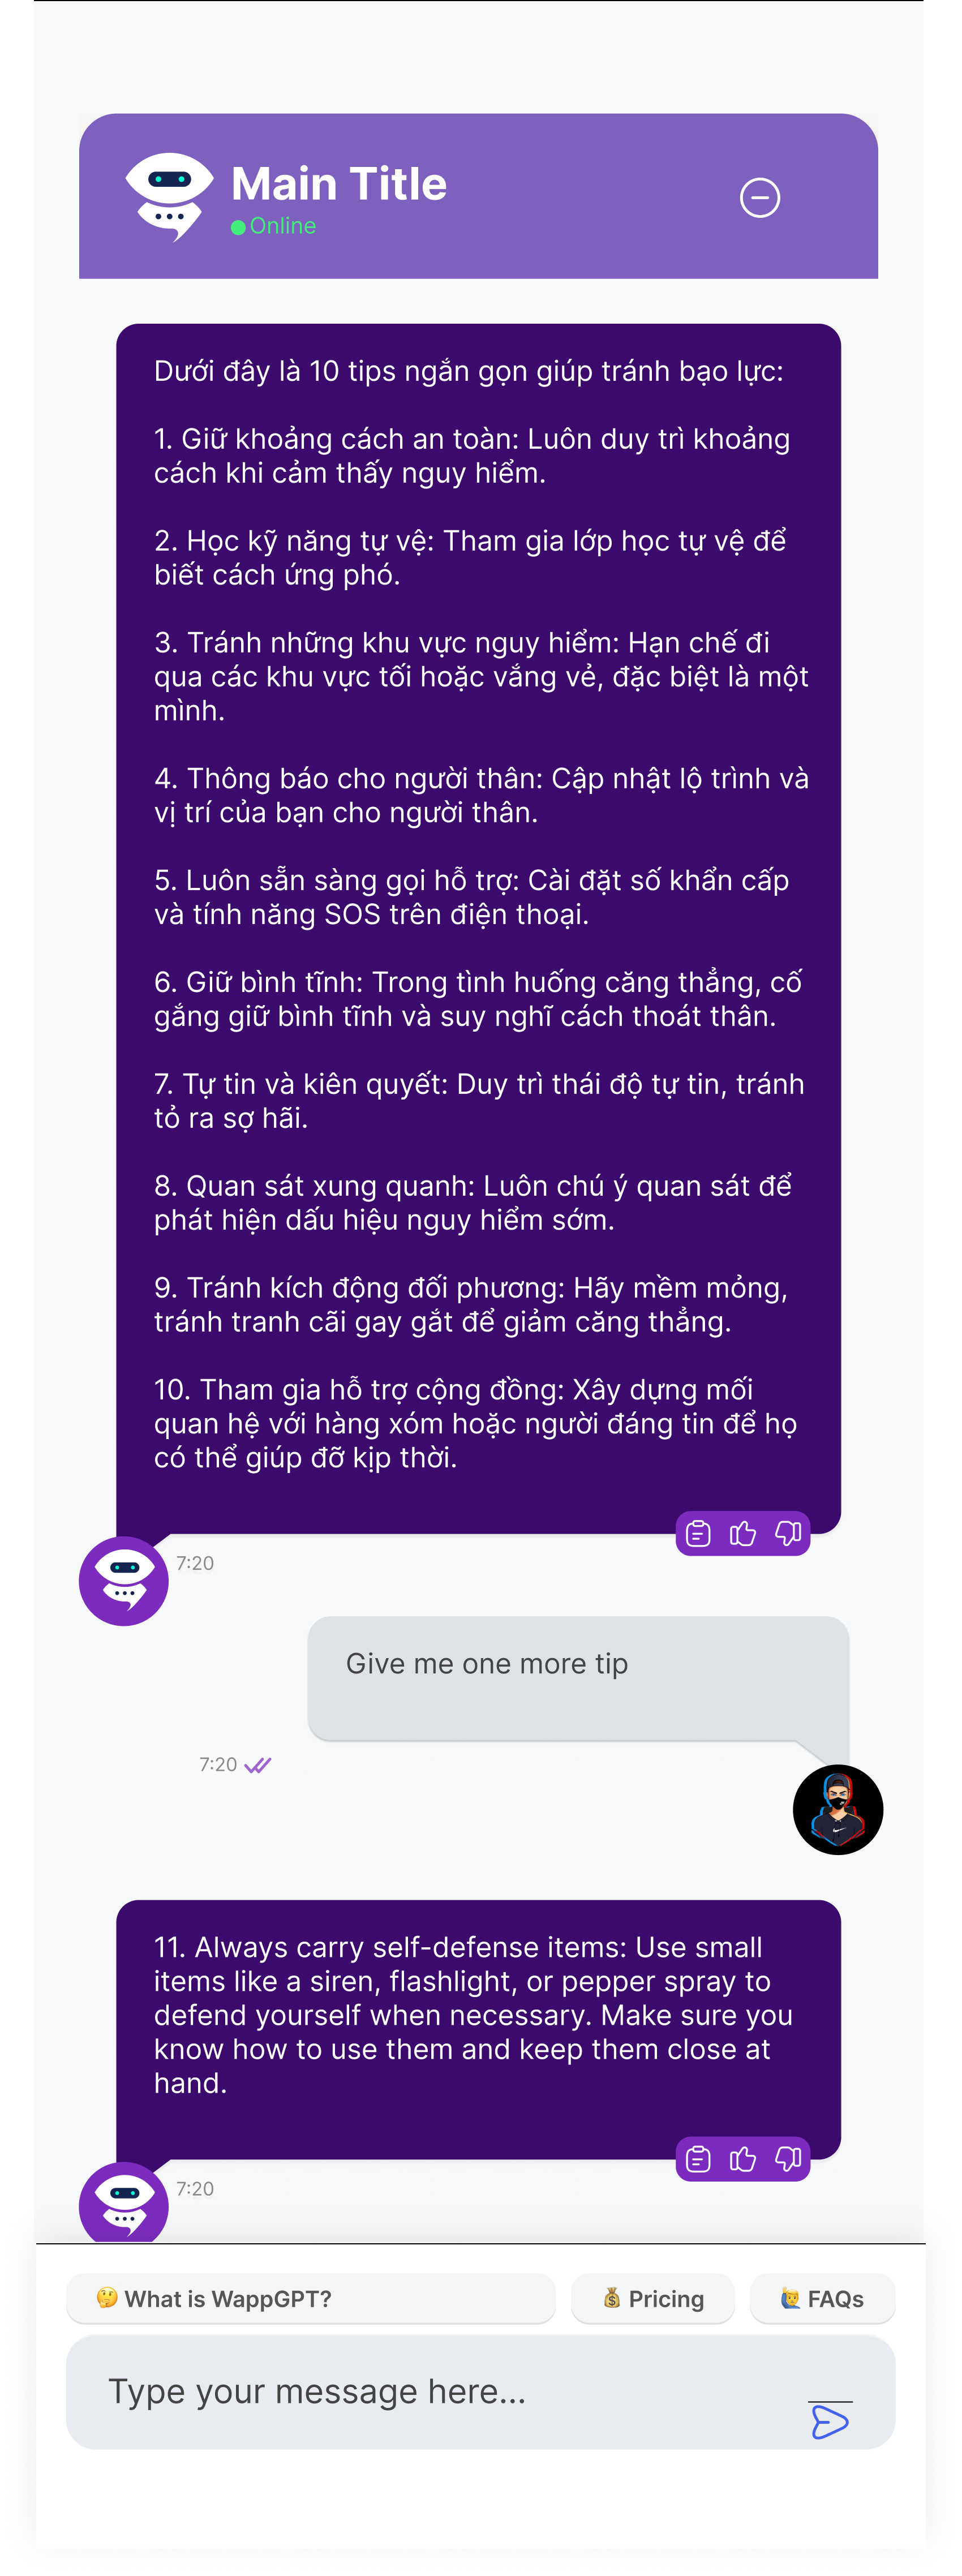 Main Title
Online
Dưới đây là 10 tips ngắn gọn giúp tránh bạo lực:
1. Giữ khoảng cách an toàn: Luôn duy trì khoảng
cách khi cảm thấy nguy hiểm.
2. Học kỹ năng tự vệ: Tham gia lớp học tự vệ để
biết cách ứng phó.
3. Tránh những khu vực nguy hiểm: Hạn chế đi
qua các khu vực tối hoặc vắng vẻ, đặc biệt là một
mình.
4. Thông báo cho người thân: Cập nhật lộ trình và
vị trí của bạn cho người thân.
5. Luôn sẵn sàng gọi hỗ trợ: Cài đặt số khẩn cấp
và tính năng SOS trên điện thoại.
6. Giữ bình tĩnh: Trong tình huống căng thẳng, cố
gắng giữ bình tĩnh và suy nghĩ cách thoát thân.
7. Tự tin và kiên quyết: Duy trì thái độ tự tin, tránh
tỏ ra sợ hãi.
8. Quan sát xung quanh: Luôn chú ý quan sát để
phát hiện dấu hiệu nguy hiểm sớm.
9. Tránh kích động đối phương: Hãy mềm mỏng,
tránh tranh cãi gay gắt để giảm căng thẳng.
10. Tham gia hỗ trợ cộng đồng: Xây dựng mối
quan hệ với hàng xóm hoặc người đáng tin để họ
có thể giúp đỡ kịp thời.
7:20
Give me one more tip
7:20
11. Always carry self-defense items: Use small
items like a siren, flashlight, or pepper spray to
defend yourself when necessary. Make sure you
know how to use them and keep them close at
hand.
7:20
🤔 What is WappGPT? 💰 Pricing 🙋‍♂️ FAQs
Type your message here...